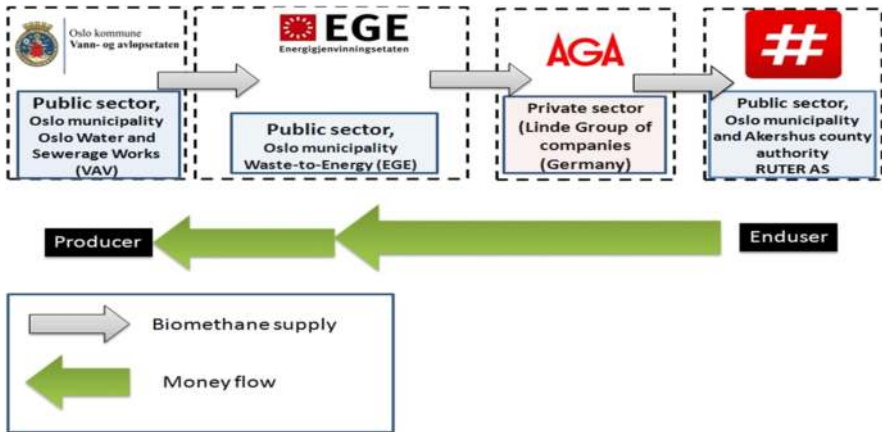 Oslo kommune
Vann- og avløpsetaten
Public sector,
Oslo municipality
Oslo Water and
Sewerage Works
(VAV)
EGE
Energigjenvinningsetaten
Public sector,
Oslo municipality
Waste-to-Energy (EGE)
AGA
Private sector
(Linde Group of
companies
(Germany)
#
Public sector,
Oslo municipality
and Akershus county
authority
RUTER AS
Producer
Enduser
Biomethane supply
Money flow